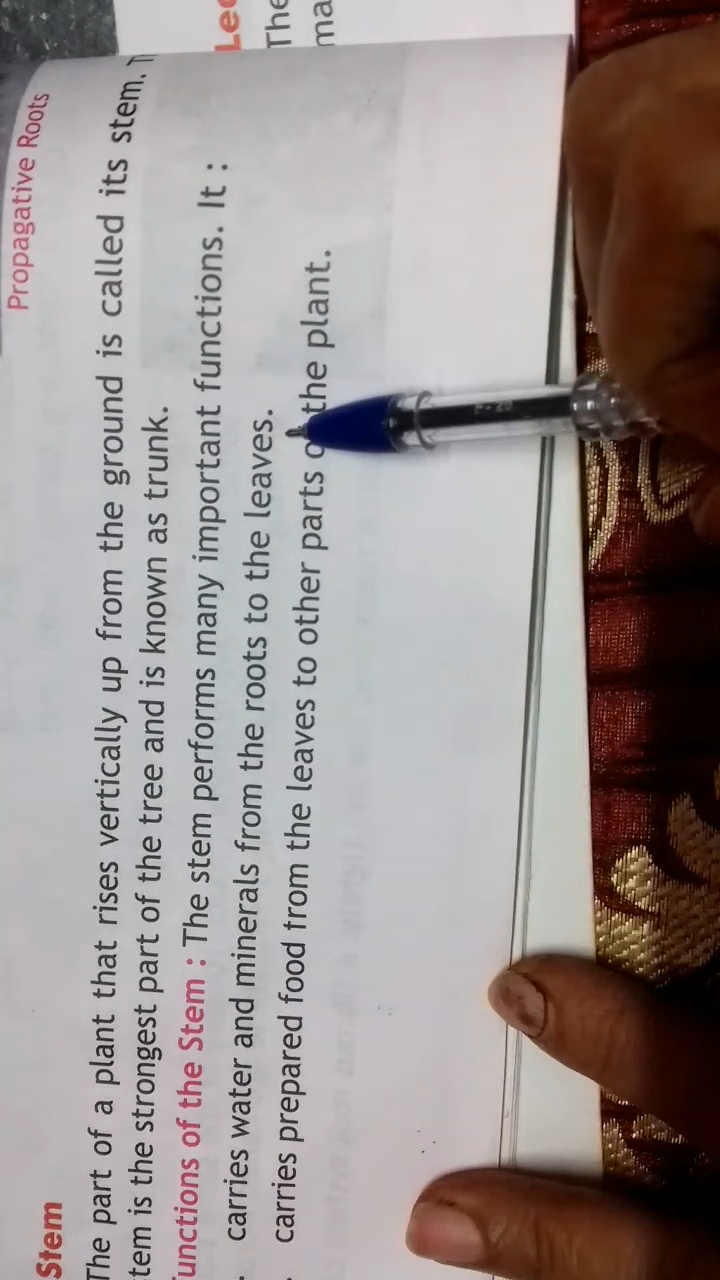 Propagative Roots
Stem
The part of a plant that rises vertically up from the ground is called its stem.
tem is the strongest part of the tree and is known as trunk.
unctions of the Stem : The stem performs many important functions. It :
carries water and minerals from the roots to the leaves.
carries prepared food from the leaves to other parts the plant.
Le
The
ma